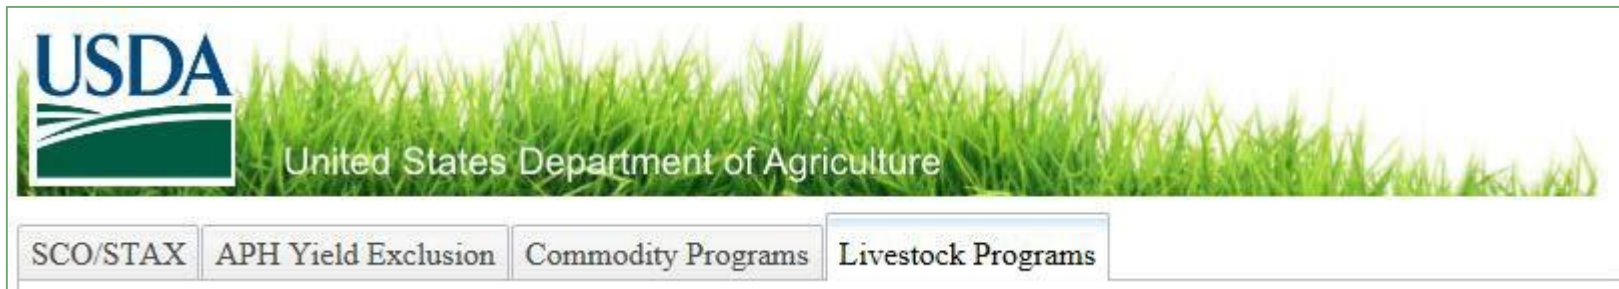 USDA
United States Department of Agriculture
SCO/STAX APH Yield Exclusion Commodity Programs Livestock Programs